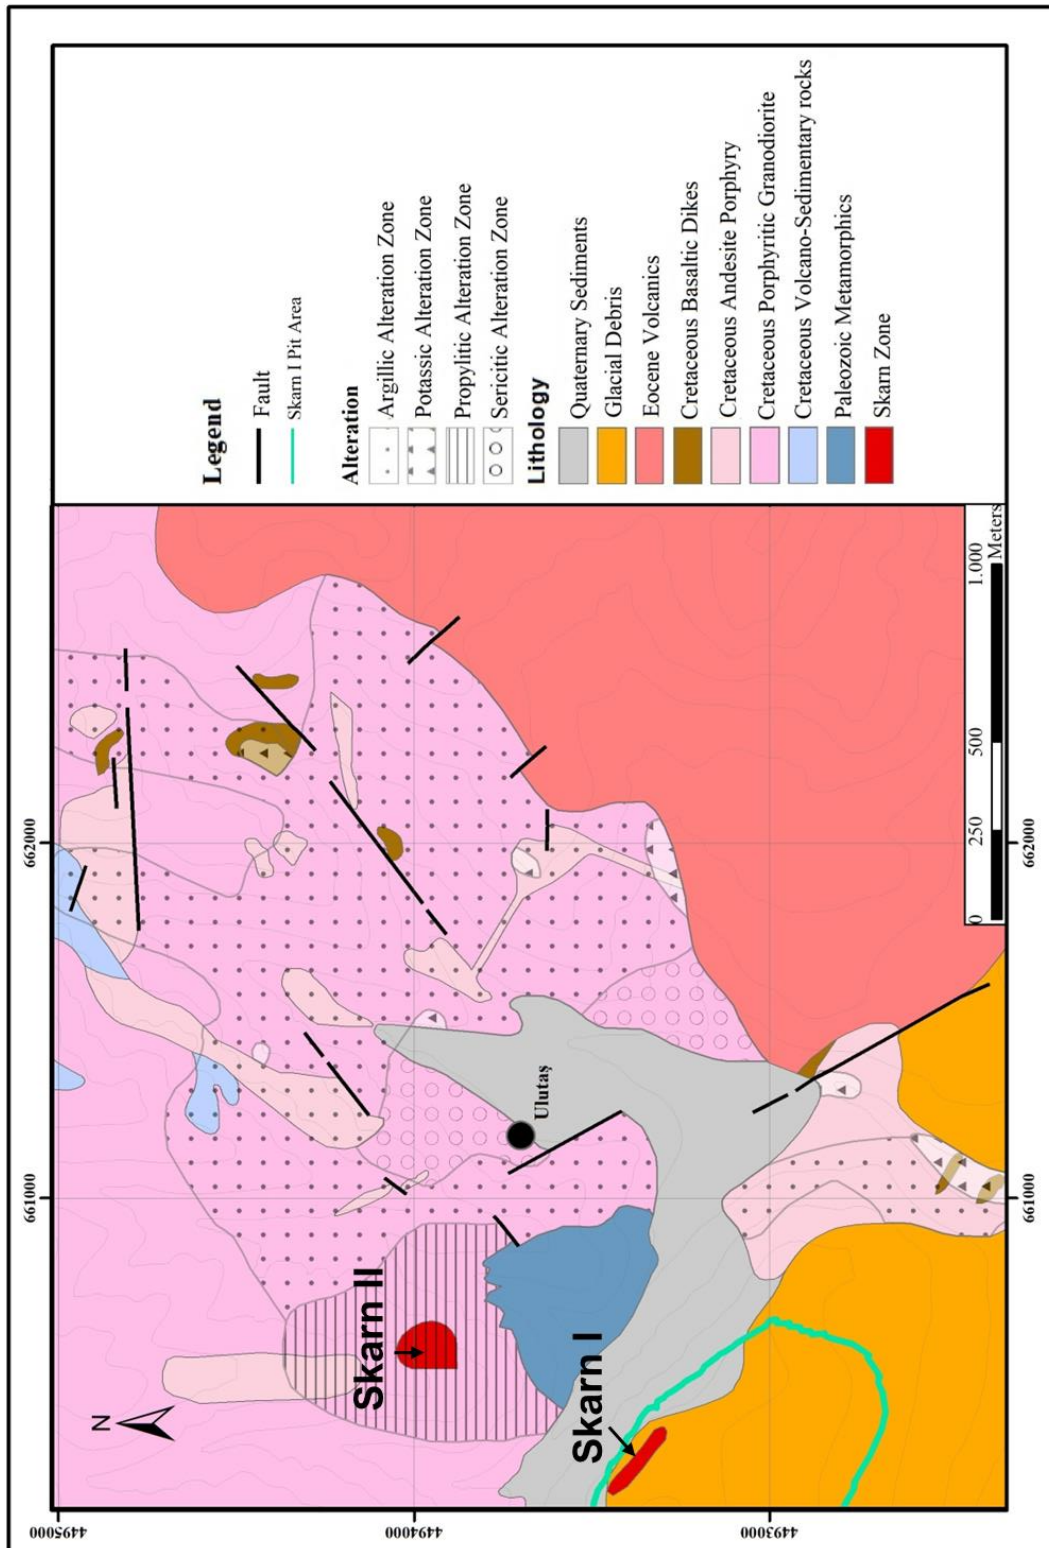 Legend
Fault
Skarn I Pit Area
Alteration
Argillic Alteration Zone
Potassic Alteration Zone
Propylitic Alteration Zone
Sericitic Alteration Zone
Lithology
Quaternary Sediments
Glacial Debris
Eocene Volcanics
Cretaceous Basaltic Dikes
Cretaceous Andesite Porphyry
Cretaceous Porphyritic Granodiorite
Cretaceous Volcano-Sedimentary rocks
Paleozoic Metamorphics
Skarn Zone
N
Skarn II
Skarn I
Ulutaş
661000
662000
661000
662000
4495000
4494000
4493000
0 250 500 1.000
Meters